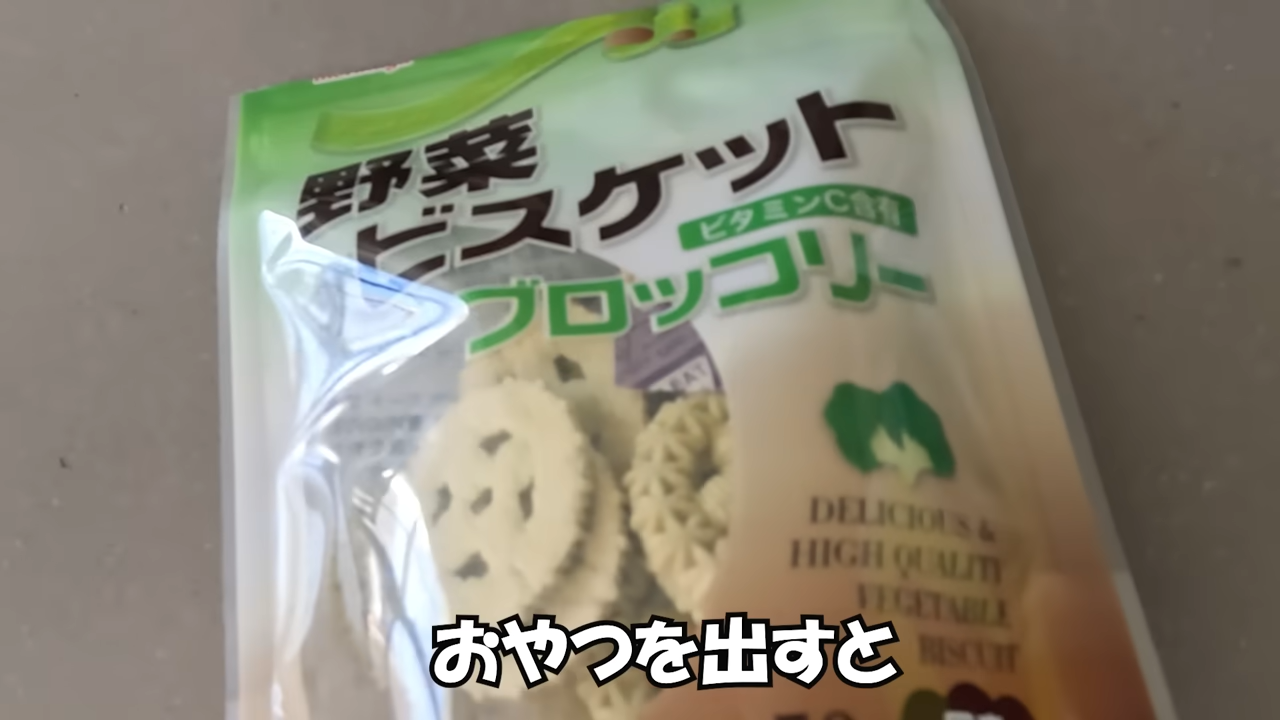 野菜
ビスケット
ビタミンC含有
ブロッコリー
DELICIOUS &
HIGH QUALITY
VEGETABLE
BISCUIT
おやつを出すと